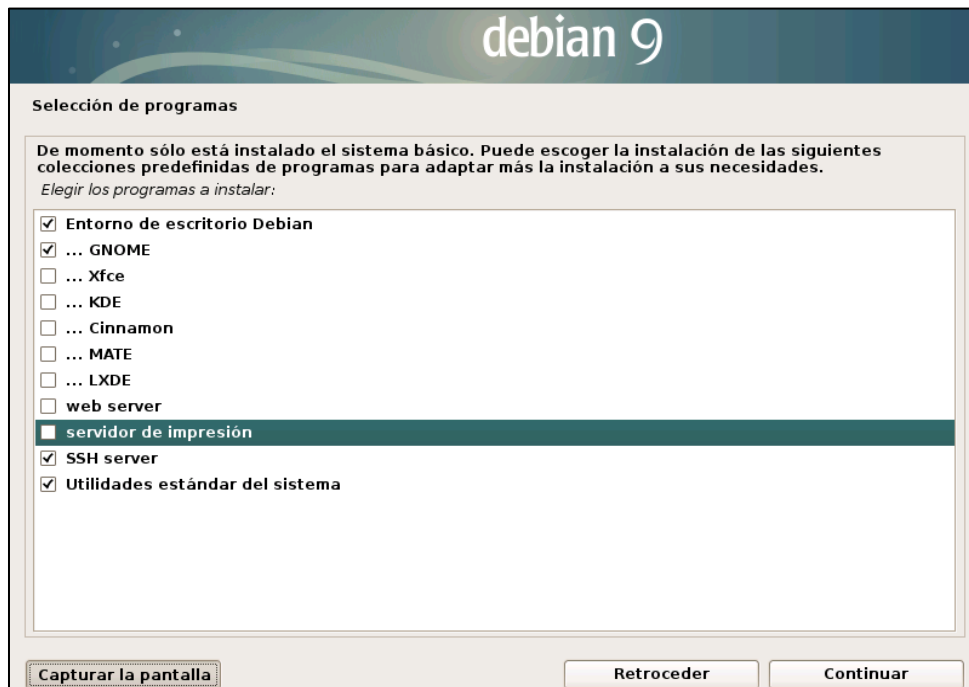 debian 9
Selección de programas
De momento sólo está instalado el sistema básico. Puede escoger la instalación de las siguientes
colecciones predefinidas de programas para adaptar más la instalación a sus necesidades.
Elegir los programas a instalar:
Entorno de escritorio Debian
... GNOME
... Xfce
... KDE
... Cinnamon
... MATE
... LXDE
web server
servidor de impresión
SSH server
Utilidades estándar del sistema
Capturar la pantalla
Retroceder
Continuar